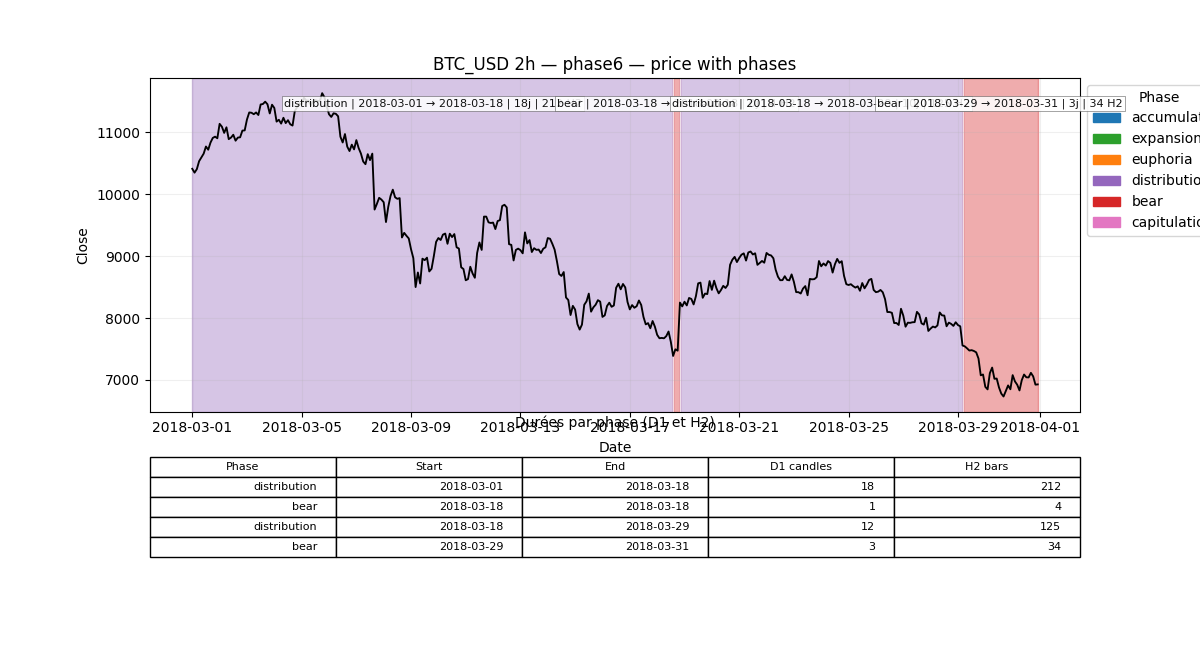 BTC_USD 2h — phase6 — price with phases
distribution | 2018-03-01 → 2018-03-18 | 18j | 21
bear | 2018-03-18 →
distribution | 2018-03-18 → 2018-03-
bear | 2018-03-29 → 2018-03-31 | 3j | 34 H2
Phase
accumulat
expansion
euphoria
distributio
bear
capitulatio
Close
11000
10000
9000
8000
7000
2018-03-01 2018-03-05 2018-03-09 2018-03-13 2018-03-17 2018-03-21 2018-03-25 2018-03-29 2018-04-01
Date
Durées par phase (D1 et H2)
Phase Start End D1 candles H2 bars
distribution 2018-03-01 2018-03-18 18 212
bear 2018-03-18 2018-03-18 1 4
distribution 2018-03-18 2018-03-29 12 125
bear 2018-03-29 2018-03-31 3 34